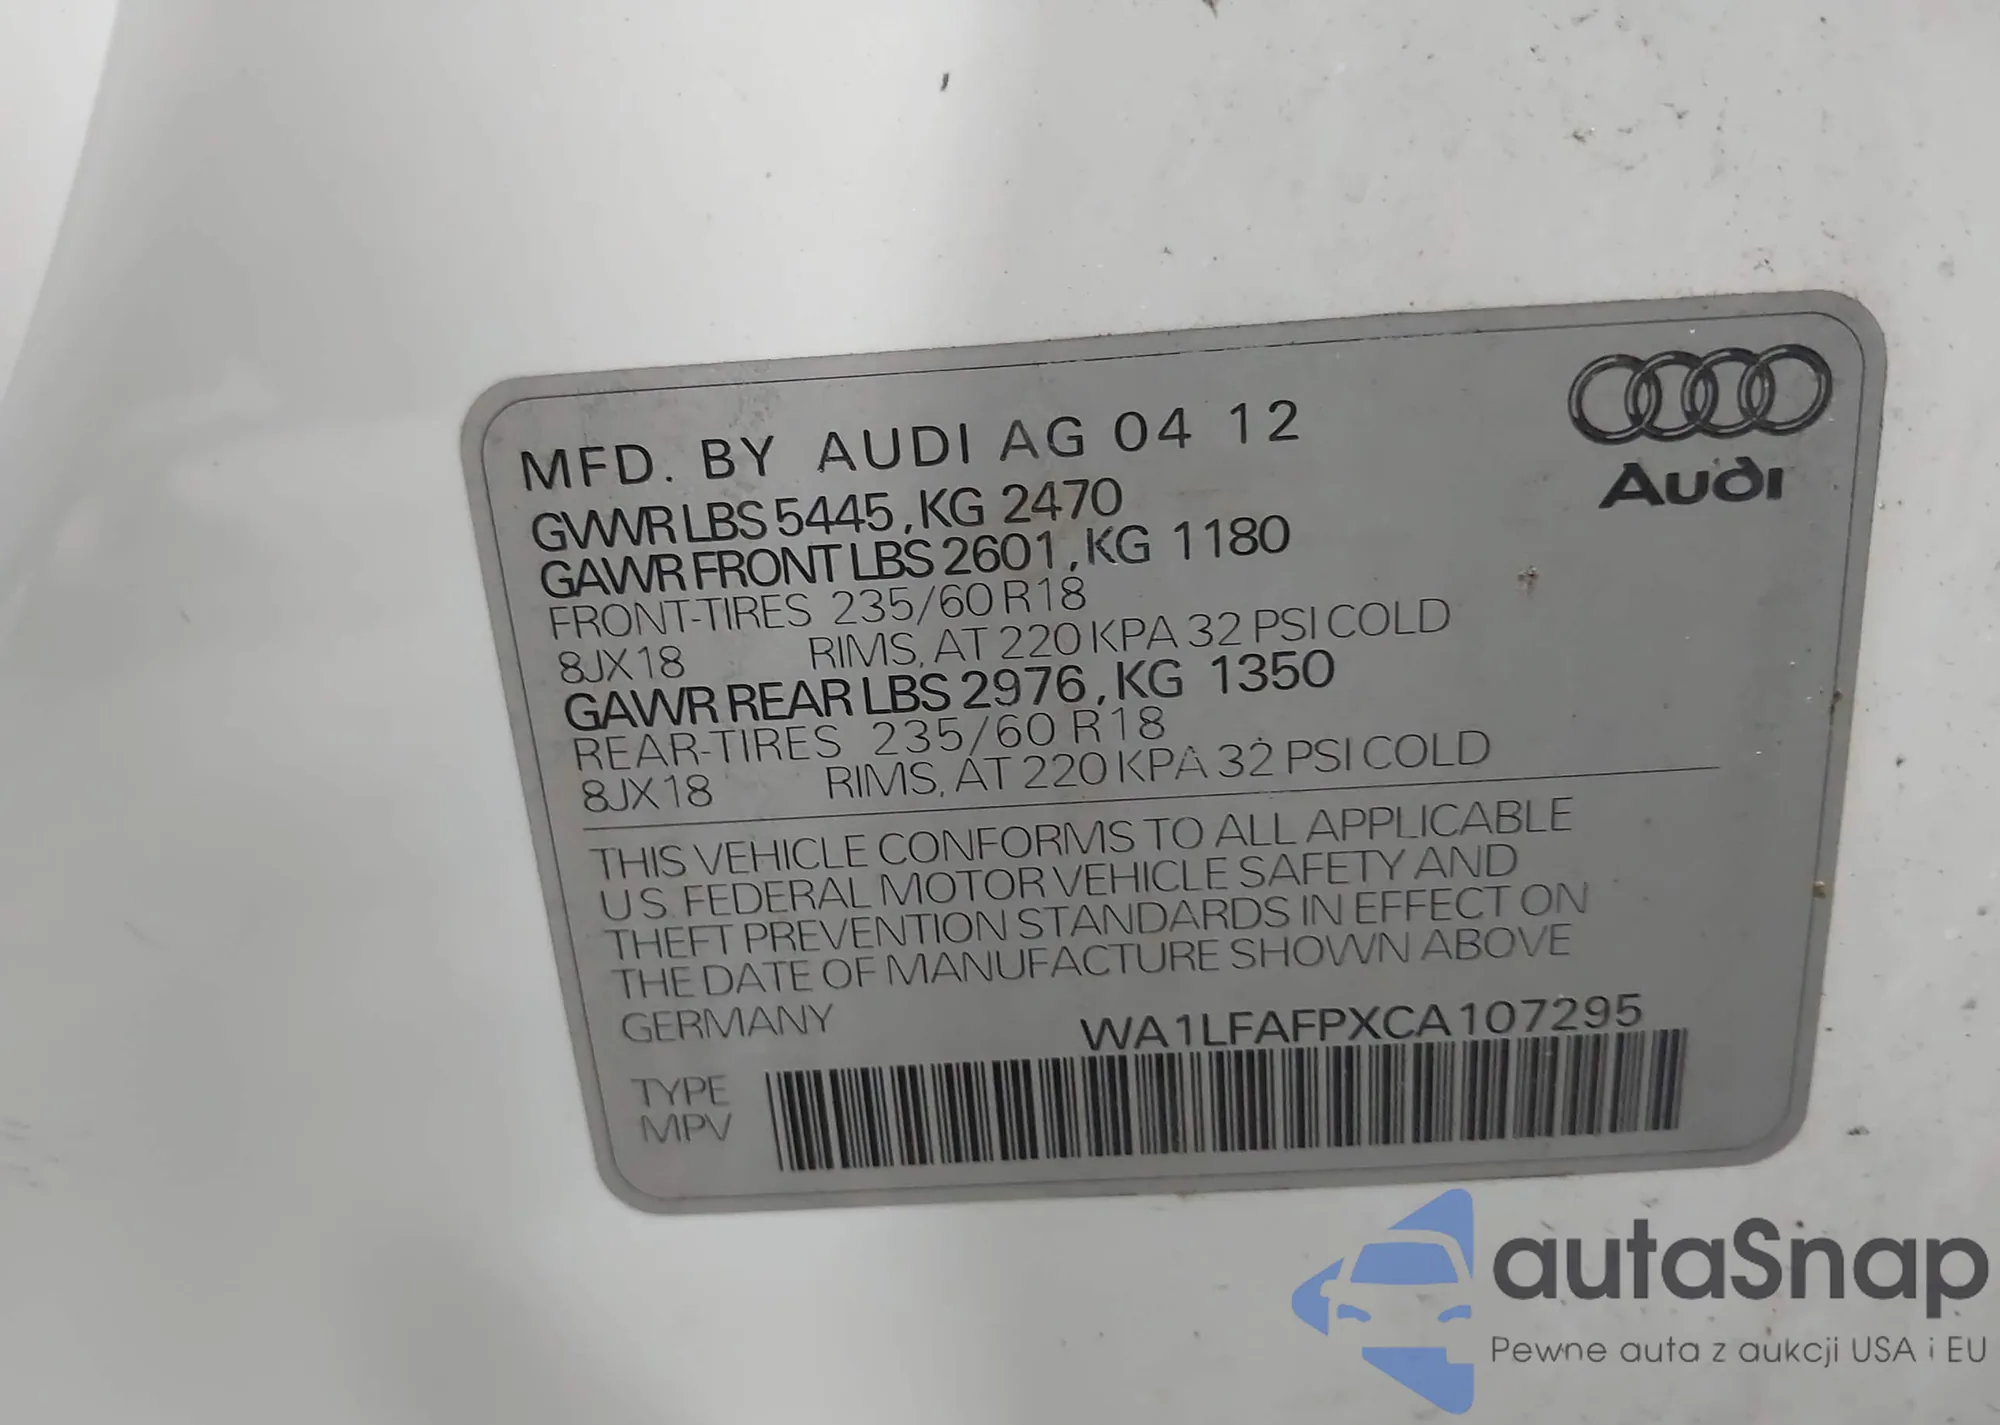 MFD. BY AUDI AG 04 12
GVWR LBS 5445, KG 2470
GAWR FRONT LBS 2601, KG 1180
FRONT-TIRES 235/60 R18
8JX18 RIMS, AT 220 KPA 32 PSI COLD
GAWR REAR LBS 2976, KG 1350
REAR-TIRES 235/60 R18
8JX18 RIMS, AT 220 KPA 32 PSI COLD
Audi
THIS VEHICLE CONFORMS TO ALL APPLICABLE
U.S. FEDERAL MOTOR VEHICLE SAFETY AND
THEFT PREVENTION STANDARDS IN EFFECT ON
THE DATE OF MANUFACTURE SHOWN ABOVE
GERMANY WA1LFAFPXCA107295
TYPE
MPV
autaSnap
Pewne auta z aukcji USA i EU